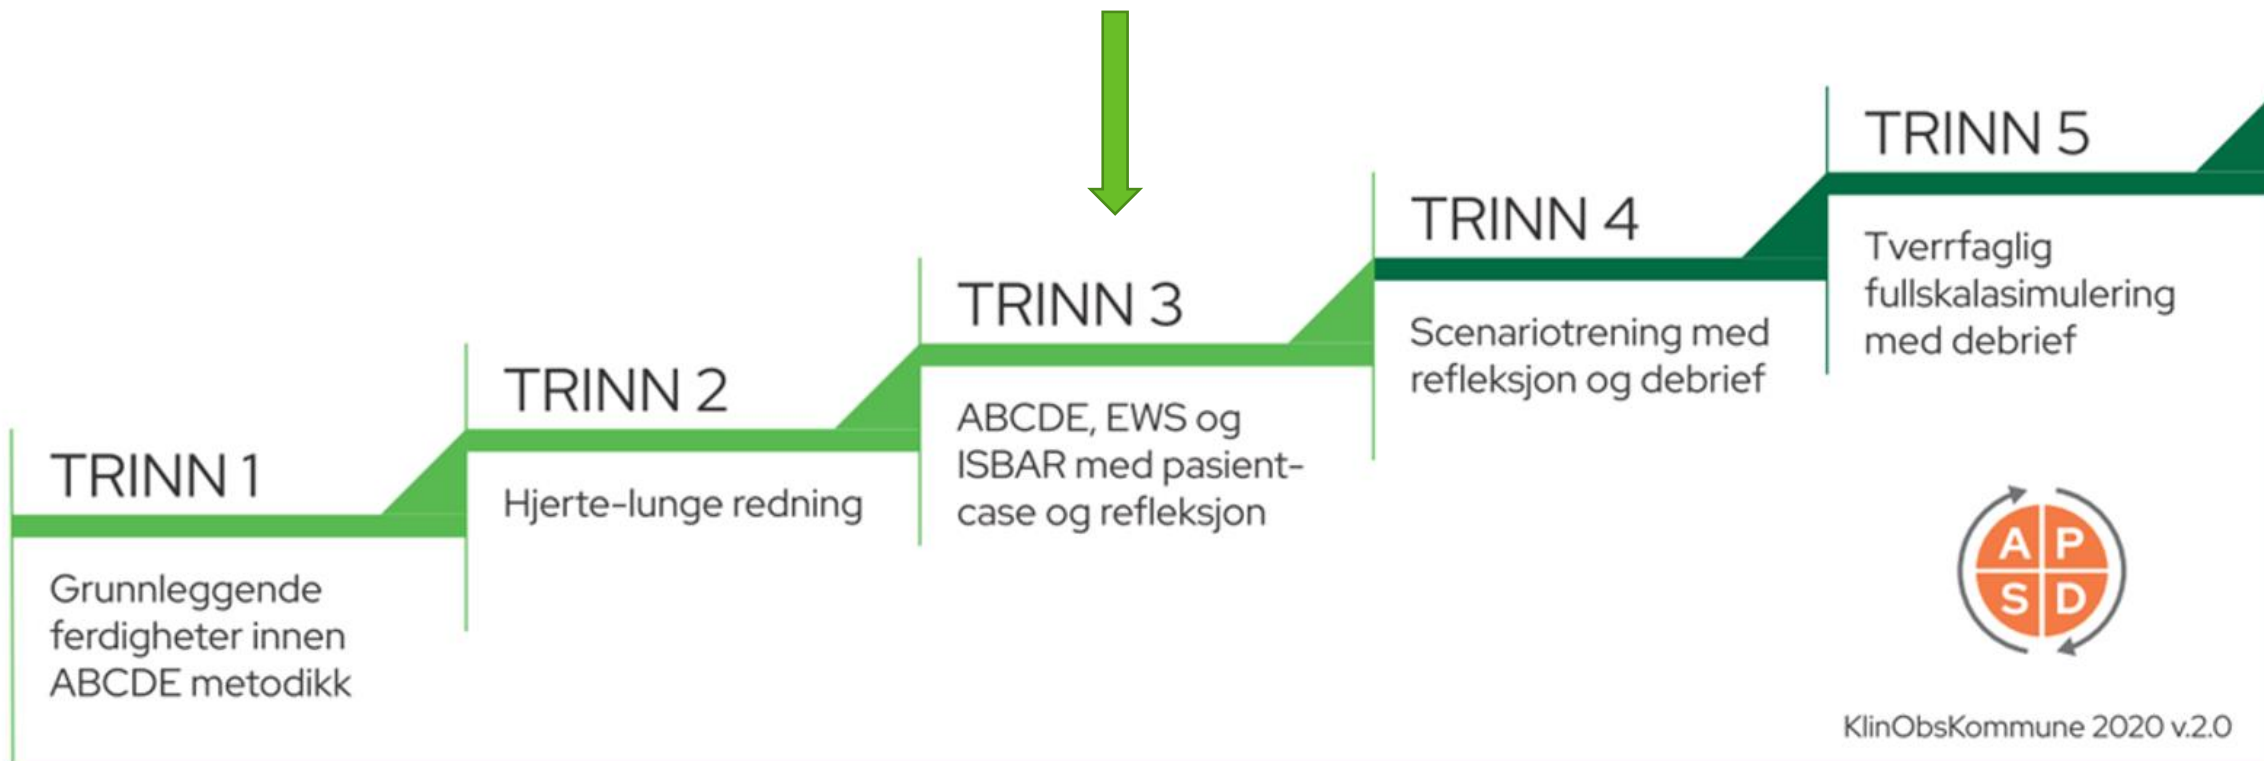 TRINN 1
Grunnleggende
ferdigheter innen
ABCDE metodikk
TRINN 2
Hjerte-lunge redning
TRINN 3
ABCDE, EWS og
ISBAR med pasient-
case og refleksjon
TRINN 4
Scenariotrening med
refleksjon og debrief
TRINN 5
Tverrfaglig
fullskalasimulering
med debrief
A P
S D
KlinObsKommune 2020 v.2.0